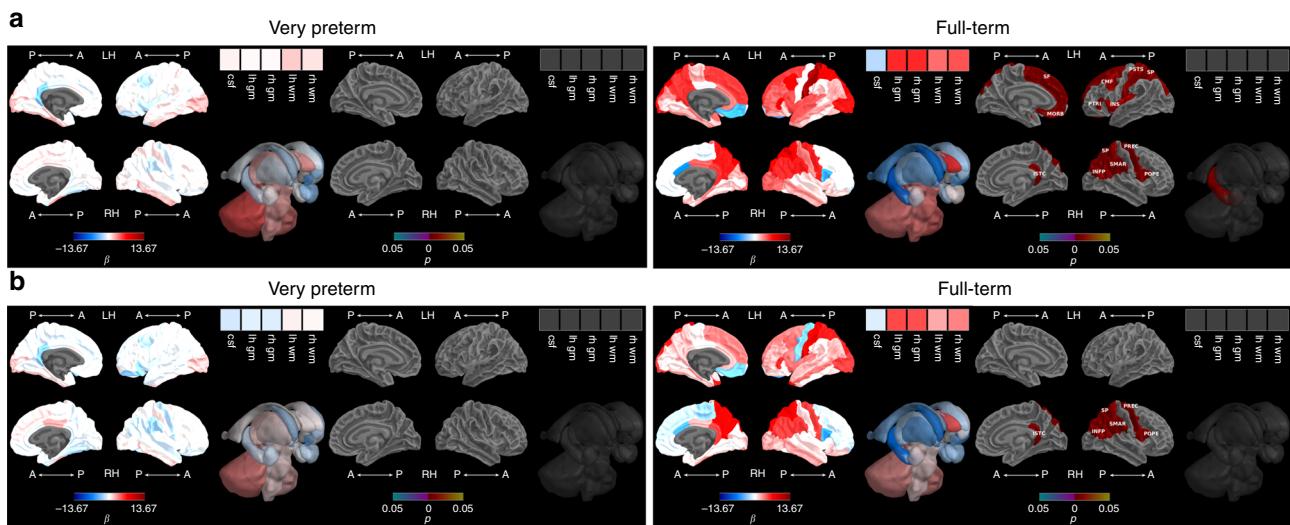 a
Very preterm
Full-term
P A LH A P
csf
lh gm
rh gm
lh wm
rh wm
P A LH A P
csf
lh gm
rh gm
lh wm
rh wm
A P RH P A
−13.67 13.67
β
A P RH P A
0.05 0 0.05
p
P A LH A P
csf
lh gm
rh gm
lh wm
rh wm
P A LH A P
SF
MORB
CMF
PSTS
SP
PTRI
INS
csf
lh gm
rh gm
lh wm
rh wm
ISTC
SP
PREC
SMAR
INFP
POPE
A P RH P A
−13.67 13.67
β
A P RH P A
0.05 0 0.05
p
b
Very preterm
Full-term
P A LH A P
csf
lh gm
rh gm
lh wm
rh wm
P A LH A P
csf
lh gm
rh gm
lh wm
rh wm
A P RH P A
−13.67 13.67
β
A P RH P A
0.05 0 0.05
p
P A LH A P
csf
lh gm
rh gm
lh wm
rh wm
P A LH A P
csf
lh gm
rh gm
lh wm
rh wm
ISTC
SP
PREC
SMAR
INFP
POPE
A P RH P A
−13.67 13.67
β
A P RH P A
0.05 0 0.05
p